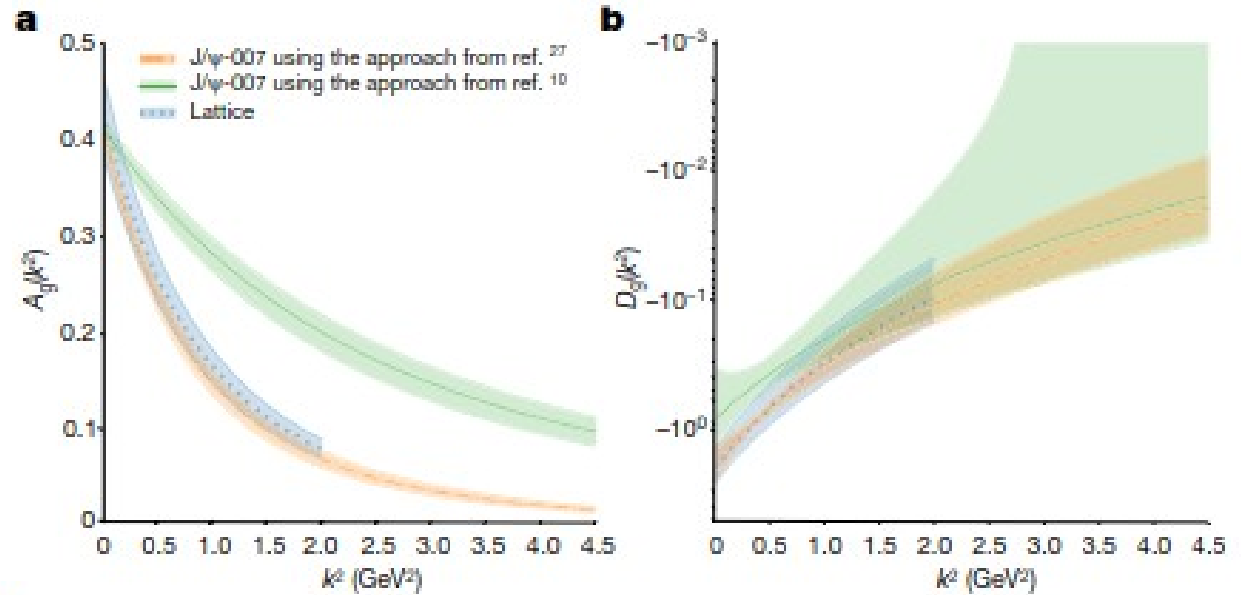 a
0.5
0.4
0.3
0.2
0.1
0
A_g(k²)
J/ψ-007 using the approach from ref. ²⁷
J/ψ-007 using the approach from ref. ¹⁹
Lattice
0 0.5 1.0 1.5 2.0 2.5 3.0 3.5 4.0 4.5
k² (GeV²)
b
–10⁻³
–10⁻²
–10⁻¹
–10⁰
D_g(k²)
0 0.5 1.0 1.5 2.0 2.5 3.0 3.5 4.0 4.5
k² (GeV²)